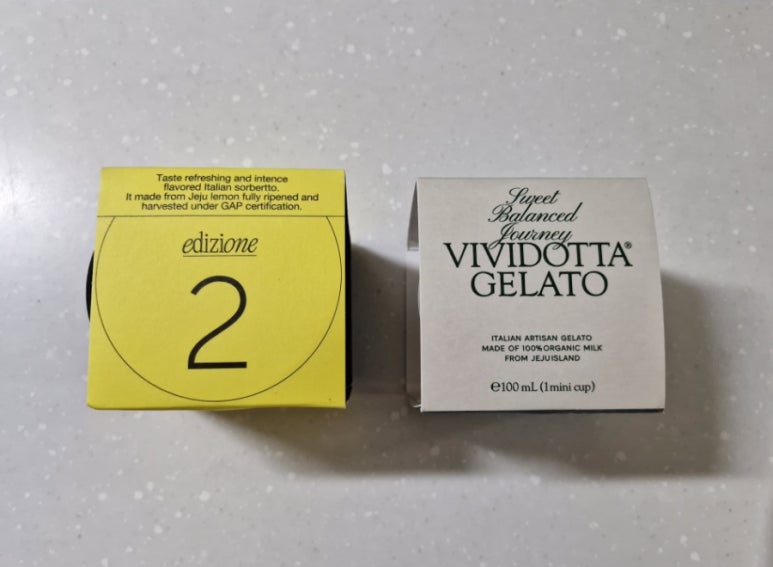 Taste refreshing and intence
flavored Italian sorbertto.
It made from Jeju lemon fully ripened and
harvested under GAP certification.
edizione
2
Sweet
Balanced
Journey
VIVIDOTTA®
GELATO
ITALIAN ARTISAN GELATO
MADE OF 100% ORGANIC MILK
FROM JEJUISLAND
℮100 mL (1mini cup)